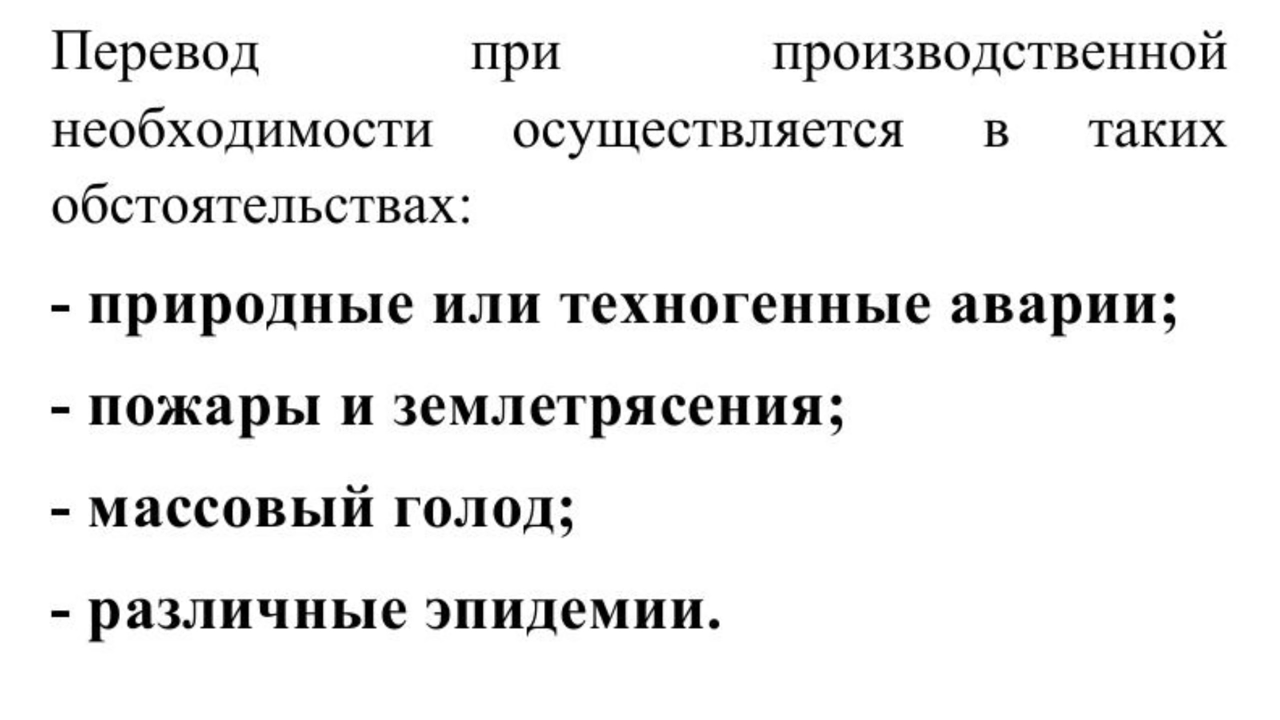 Перевод при производственной
необходимости осуществляется в таких
обстоятельствах:
- природные или техногенные аварии;
- пожары и землетрясения;
- массовый голод;
- различные эпидемии.